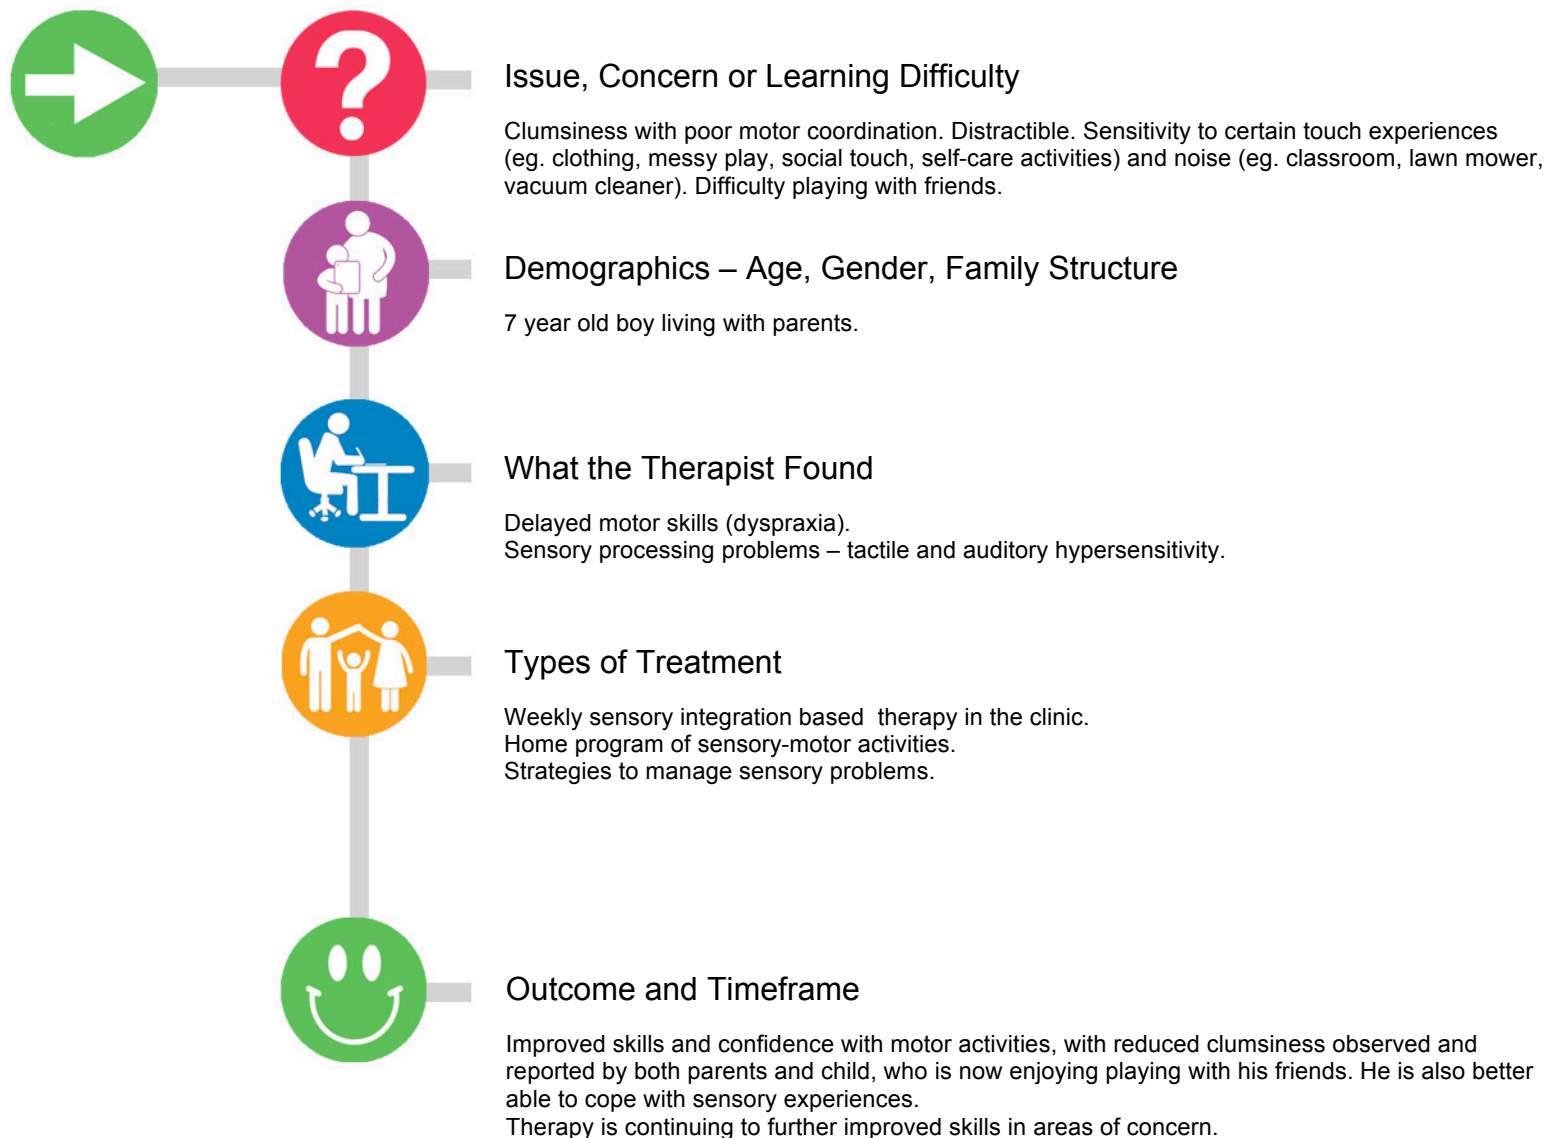 Issue, Concern or Learning Difficulty
Clumsiness with poor motor coordination. Distractible. Sensitivity to certain touch experiences
(eg. clothing, messy play, social touch, self-care activities) and noise (eg. classroom, lawn mower,
vacuum cleaner). Difficulty playing with friends.
Demographics – Age, Gender, Family Structure
7 year old boy living with parents.
What the Therapist Found
Delayed motor skills (dyspraxia).
Sensory processing problems – tactile and auditory hypersensitivity.
Types of Treatment
Weekly sensory integration based  therapy in the clinic.
Home program of sensory-motor activities.
Strategies to manage sensory problems.
Outcome and Timeframe
Improved skills and confidence with motor activities, with reduced clumsiness observed and
reported by both parents and child, who is now enjoying playing with his friends. He is also better
able to cope with sensory experiences.
Therapy is continuing to further improved skills in areas of concern.